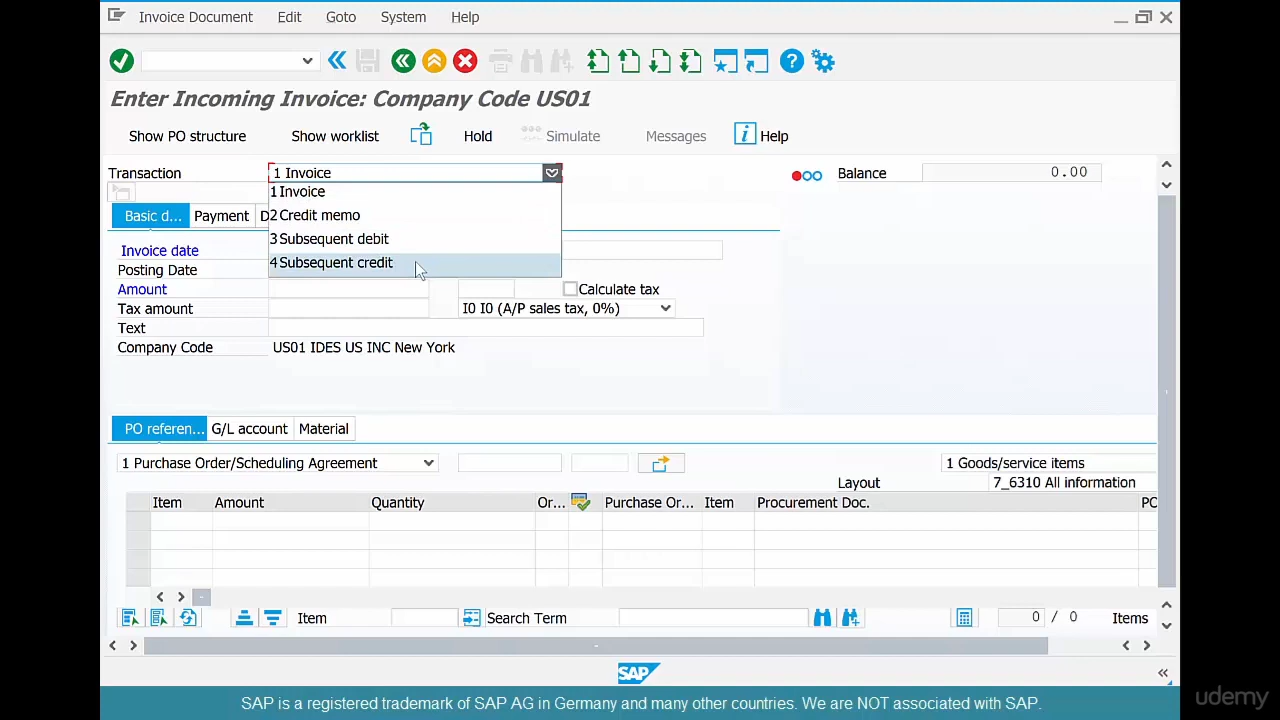 Invoice Document Edit Goto System Help
Enter Incoming Invoice: Company Code US01
Show PO structure Show worklist Hold Simulate Messages i Help
Transaction 1 Invoice Balance 0.00
1 Invoice
Basic d... Payment D 2 Credit memo
3 Subsequent debit
Invoice date
4 Subsequent credit
Posting Date
Amount Calculate tax
Tax amount I0 I0 (A/P sales tax, 0%)
Text
Company Code US01 IDES US INC New York
PO referen... G/L account Material
1 Purchase Order/Scheduling Agreement 1 Goods/service items
Layout 7_6310 All information
Item Amount Quantity Or... Purchase Or... Item Procurement Doc. PO
Item Search Term 0 / 0 Items
SAP
SAP is a registered trademark of SAP AG in Germany and many other countries. We are NOT associated with SAP.
udemy